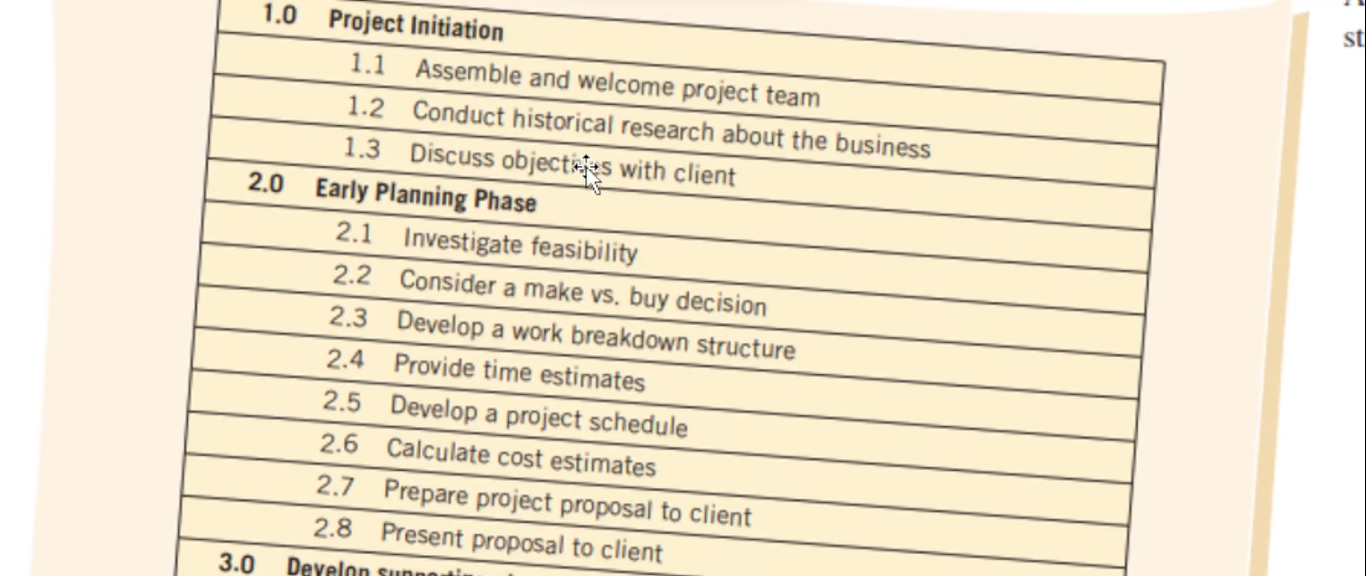 1.0 Project Initiation
1.1 Assemble and welcome project team
1.2 Conduct historical research about the business
1.3 Discuss objectives with client
2.0 Early Planning Phase
2.1 Investigate feasibility
2.2 Consider a make vs. buy decision
2.3 Develop a work breakdown structure
2.4 Provide time estimates
2.5 Develop a project schedule
2.6 Calculate cost estimates
2.7 Prepare project proposal to client
2.8 Present proposal to client
3.0 Develop
st